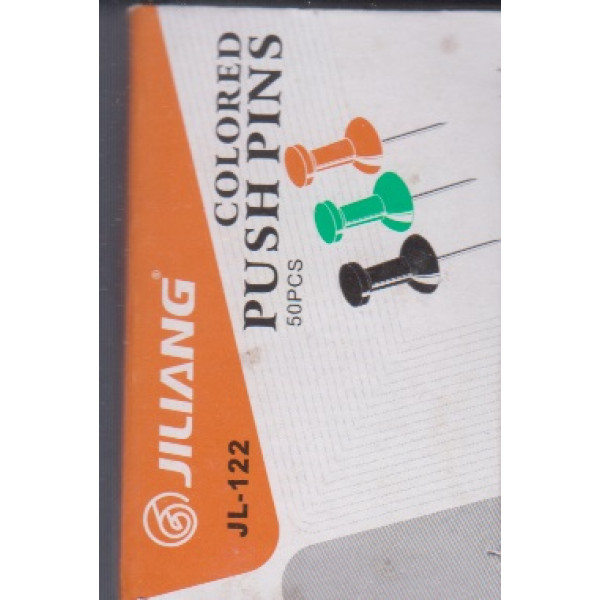 JILIANG®
JL-122
COLORED
PUSH PINS
50PCS